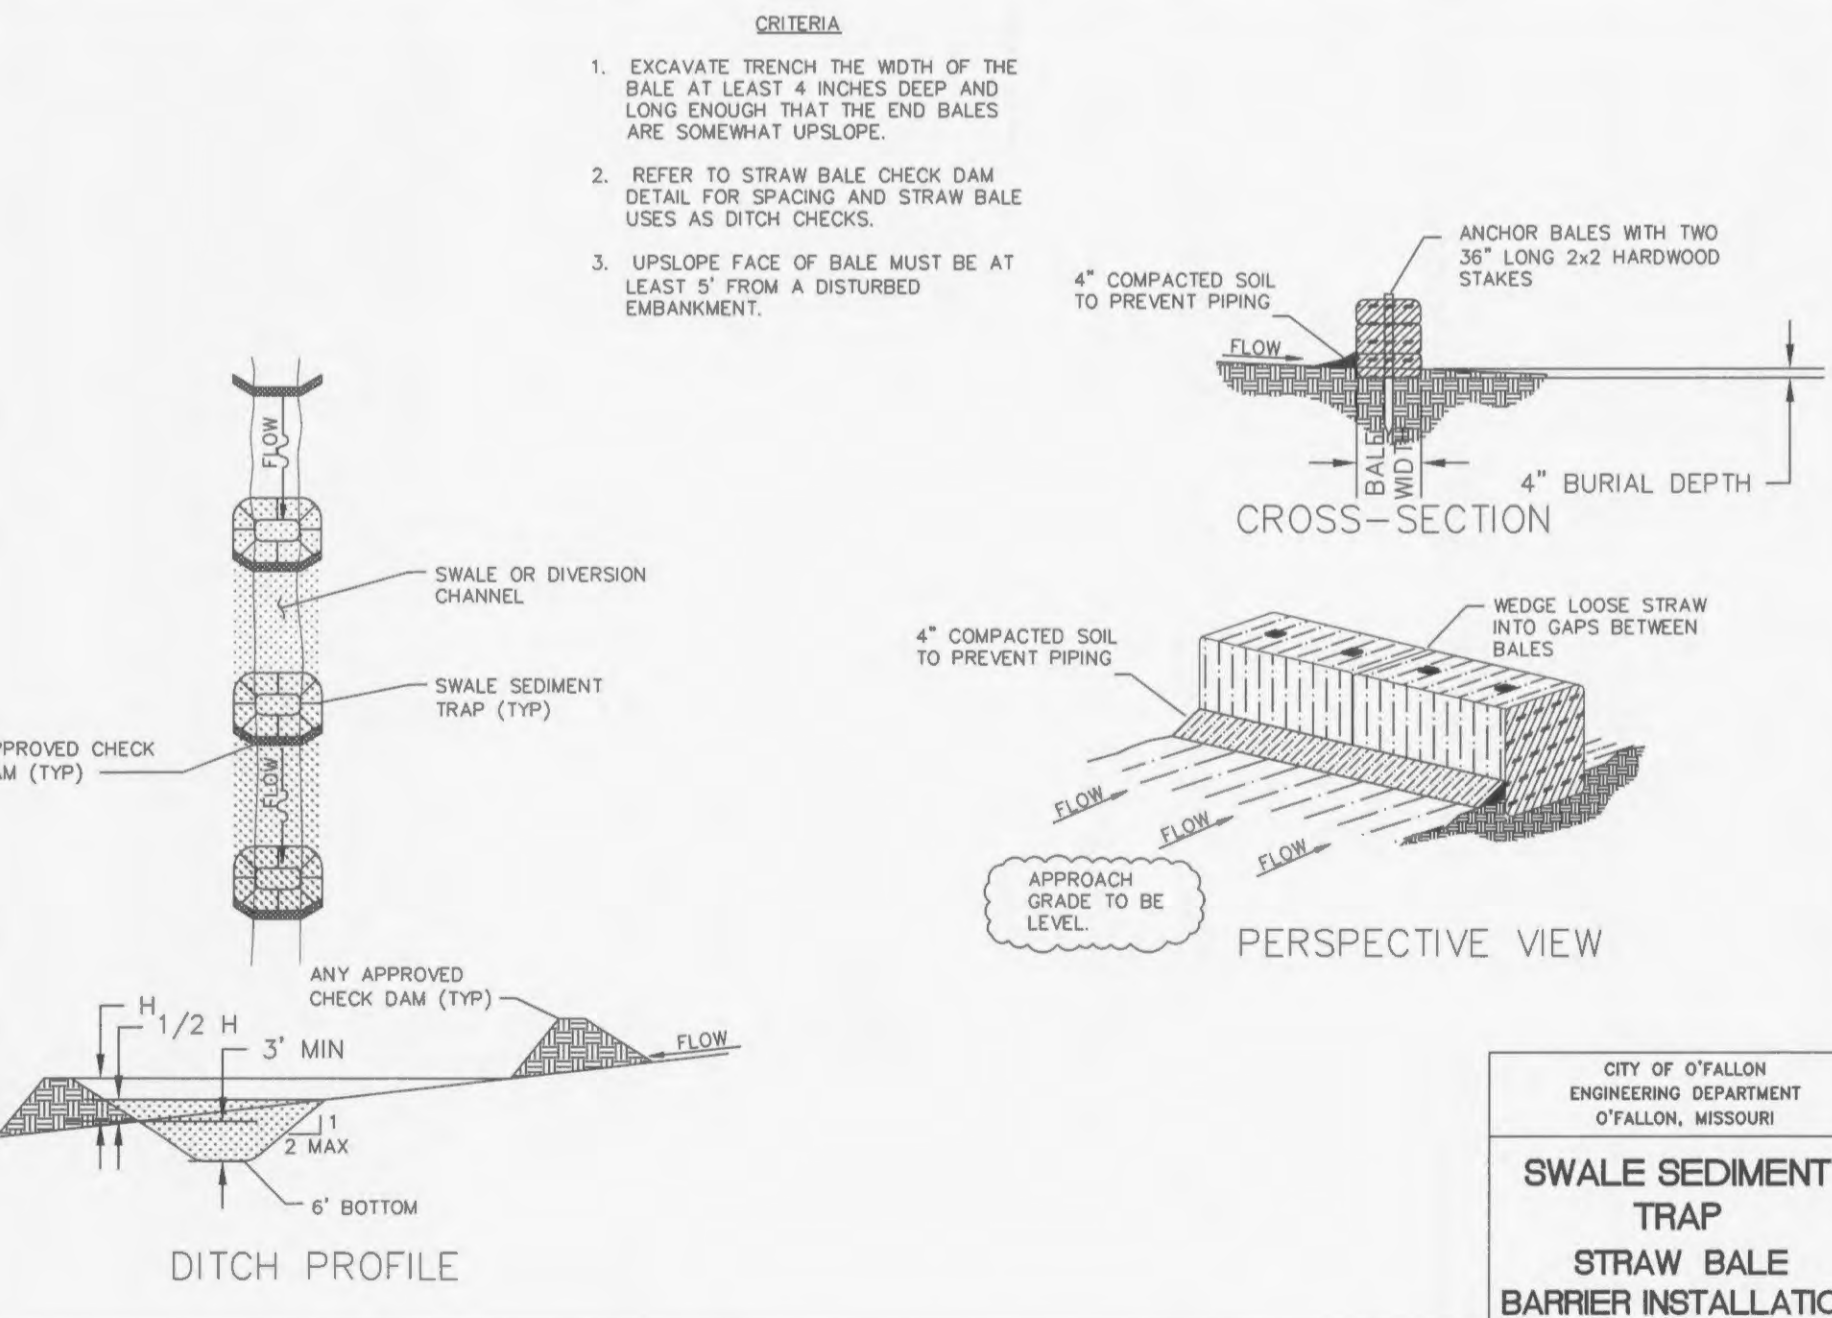 CRITERIA
1. EXCAVATE TRENCH THE WIDTH OF THE
BALE AT LEAST 4 INCHES DEEP AND
LONG ENOUGH THAT THE END BALES
ARE SOMEWHAT UPSLOPE.
2. REFER TO STRAW BALE CHECK DAM
DETAIL FOR SPACING AND STRAW BALE
USES AS DITCH CHECKS.
3. UPSLOPE FACE OF BALE MUST BE AT
LEAST 5' FROM A DISTURBED
EMBANKMENT.
FLOW
SWALE OR DIVERSION
CHANNEL
SWALE SEDIMENT
TRAP (TYP)
PPROVED CHECK
AM (TYP)
FLOW
ANY APPROVED
CHECK DAM (TYP)
H
1/2 H
3' MIN
FLOW
1
2 MAX
6' BOTTOM
DITCH PROFILE
ANCHOR BALES WITH TWO
36" LONG 2x2 HARDWOOD
STAKES
4" COMPACTED SOIL
TO PREVENT PIPING
FLOW
BALE
WIDTH
4" BURIAL DEPTH
CROSS-SECTION
WEDGE LOOSE STRAW
INTO GAPS BETWEEN
BALES
4" COMPACTED SOIL
TO PREVENT PIPING
FLOW
FLOW
FLOW
APPROACH
GRADE TO BE
LEVEL.
PERSPECTIVE VIEW
CITY OF O'FALLON
ENGINEERING DEPARTMENT
O'FALLON, MISSOURI
SWALE SEDIMENT
TRAP
STRAW BALE
BARRIER INSTALLATIO